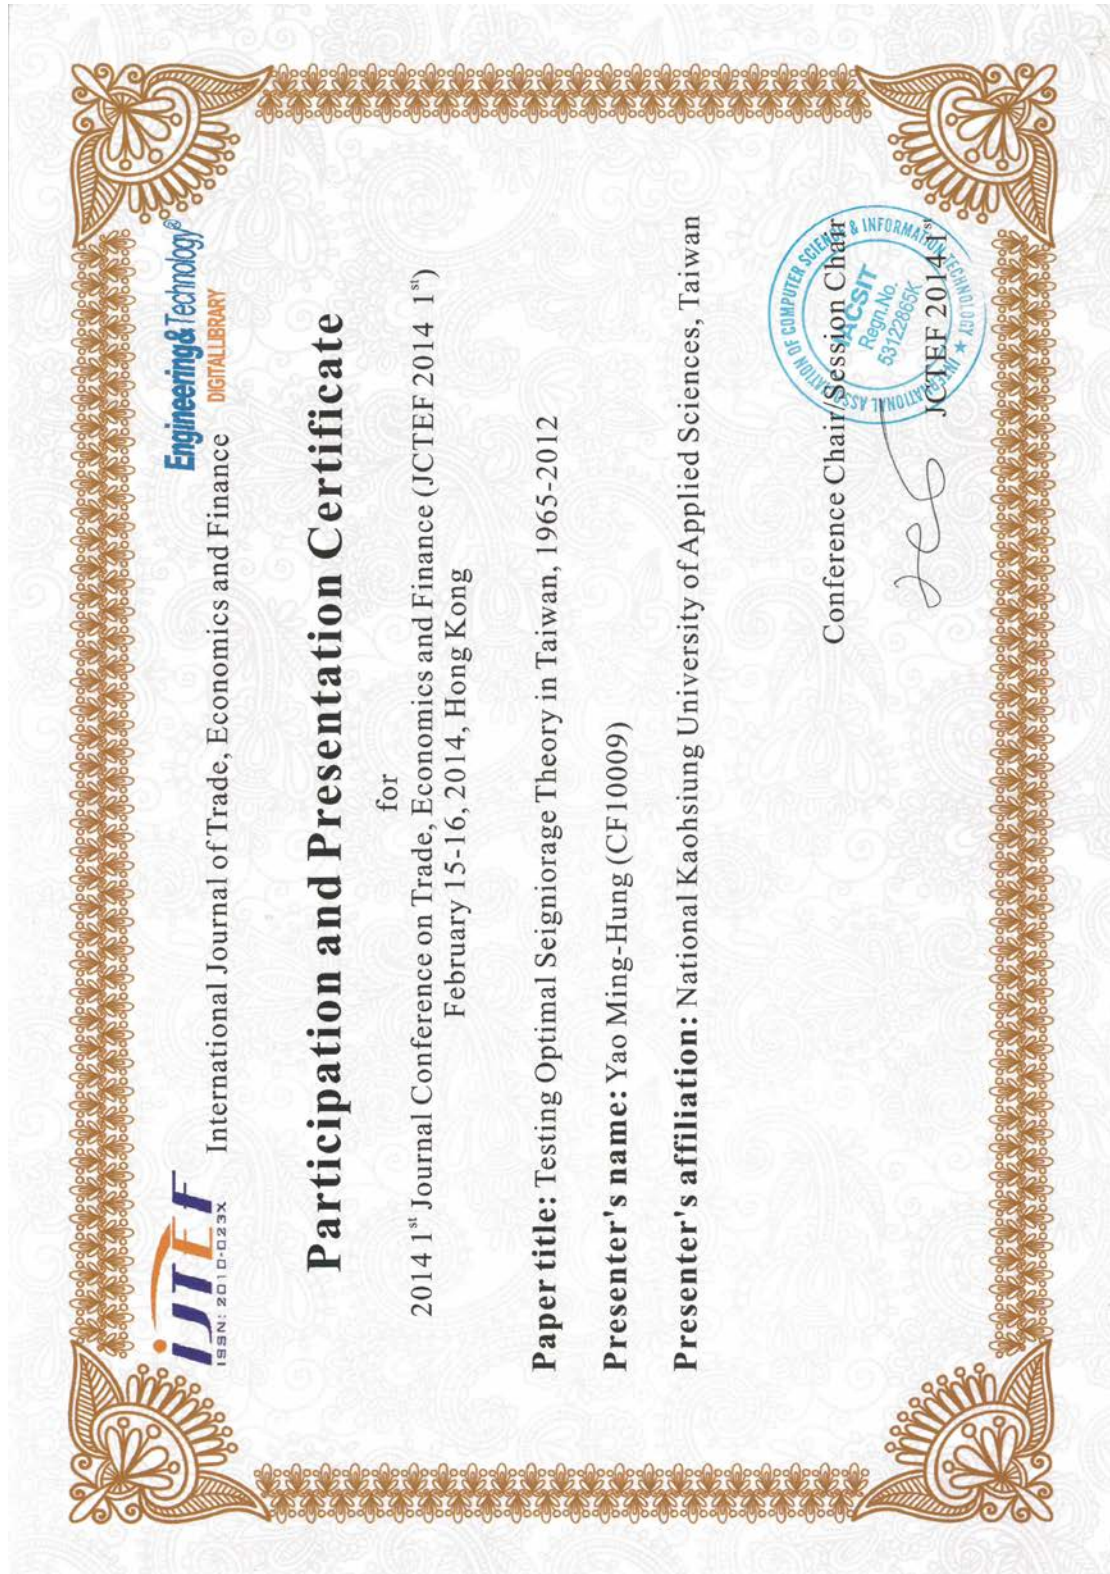 iJTEF
ISSN: 2010-023X
International Journal of Trade, Economics and Finance
Engineering&Technology®
DIGITALLIBRARY
Participation and Presentation Certificate
for
2014 1st Journal Conference on Trade, Economics and Finance (JCTEF 2014 1st)
February 15-16, 2014, Hong Kong
Paper title: Testing Optimal Seigniorage Theory in Taiwan, 1965-2012
Presenter's name: Yao Ming-Hung (CF10009)
Presenter's affiliation: National Kaohsiung University of Applied Sciences, Taiwan
Conference Chair/Session Chair
JCTEF 2014 1st
INTERNATIONAL ASSOCIATION OF COMPUTER SCIENCE & INFORMATION TECHNOLOGY ★
IACSIT
Regn.No.
53122865K